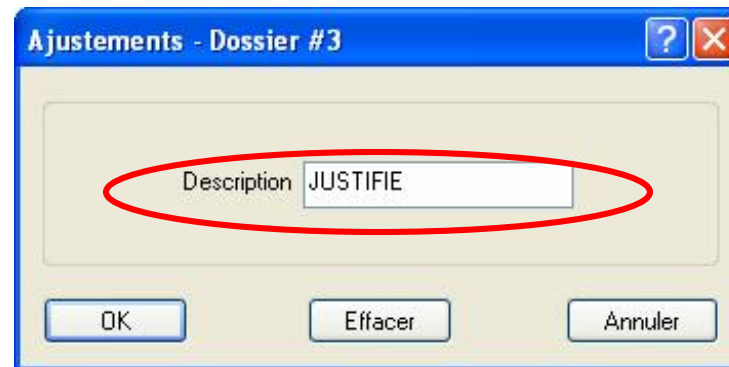 Ajustements - Dossier #3
Description JUSTIFIE
OK Effacer Annuler